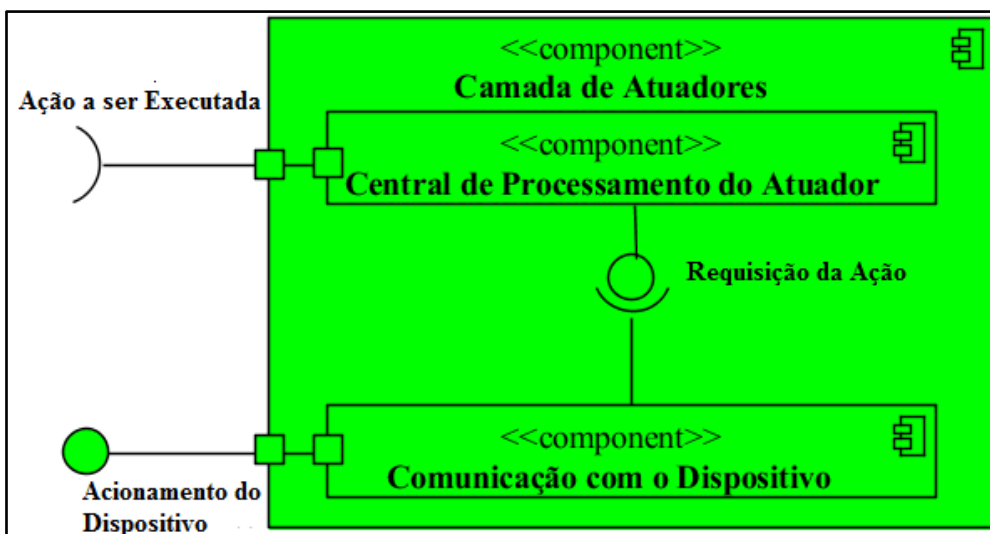 <<component>>
Camada de Atuadores
Ação a ser Executada
<<component>>
Central de Processamento do Atuador
Requisição da Ação
<<component>>
Comunicação com o Dispositivo
Acionamento do
Dispositivo